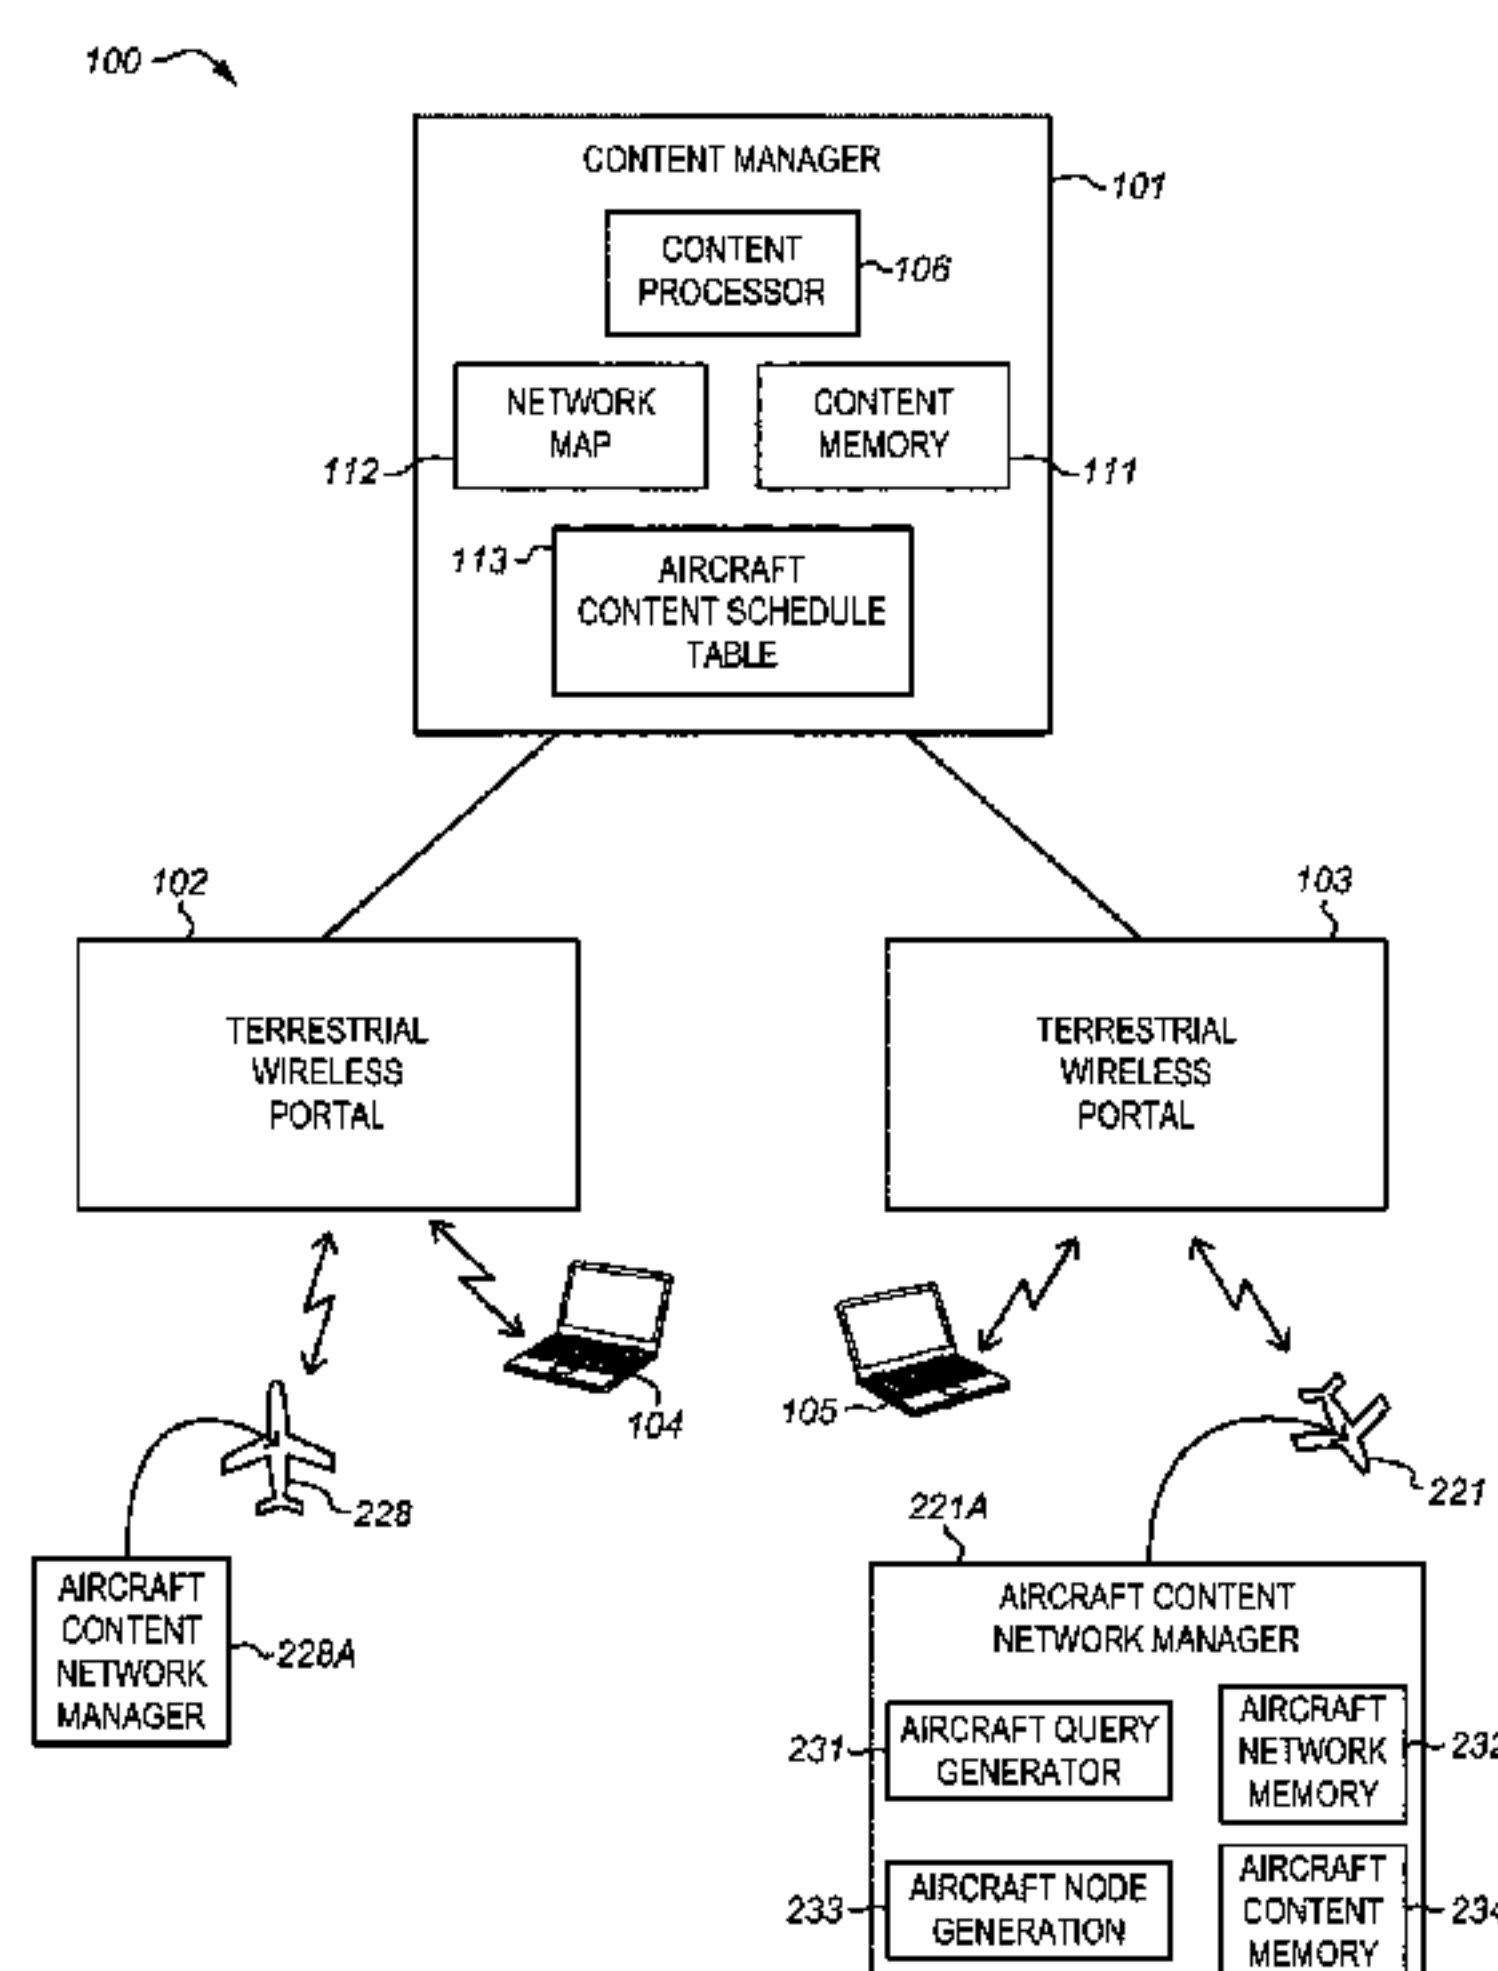 100
CONTENT MANAGER
101
CONTENT
PROCESSOR
106
NETWORK
MAP
112
CONTENT
MEMORY
111
113
AIRCRAFT
CONTENT SCHEDULE
TABLE
102
103
TERRESTRIAL
WIRELESS
PORTAL
TERRESTRIAL
WIRELESS
PORTAL
104
105
228
221
221A
AIRCRAFT
CONTENT
NETWORK
MANAGER
228A
AIRCRAFT CONTENT
NETWORK MANAGER
231
AIRCRAFT QUERY
GENERATOR
AIRCRAFT
NETWORK
MEMORY
232
233
AIRCRAFT NODE
GENERATION
AIRCRAFT
CONTENT
MEMORY
234